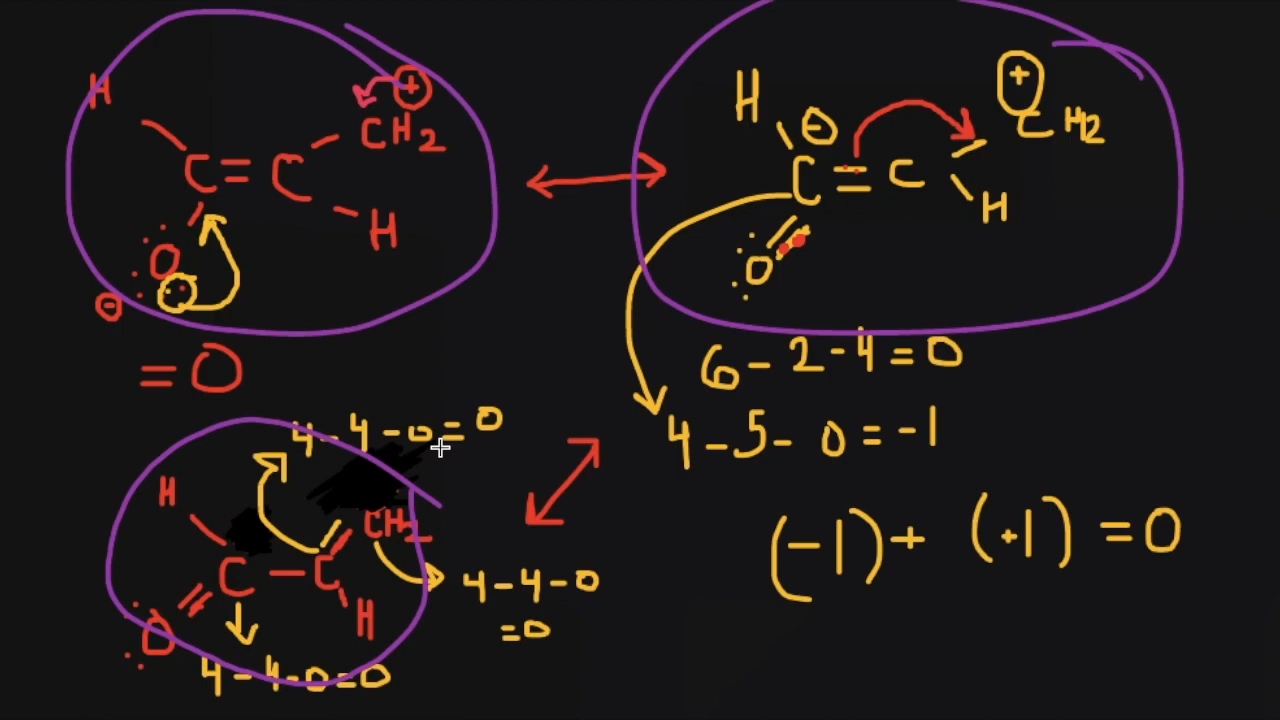 H
⊕
CH2
C=C
H
O
⊖
=0
H
⊖
⊕
CH2
C=C
H
O
6-2-4=0
4-5-0=-1
(-1)+(+1)=0
4-4-0=0
H
CH2
C-C
O
H
4-4-0
=0
4-4-0=0